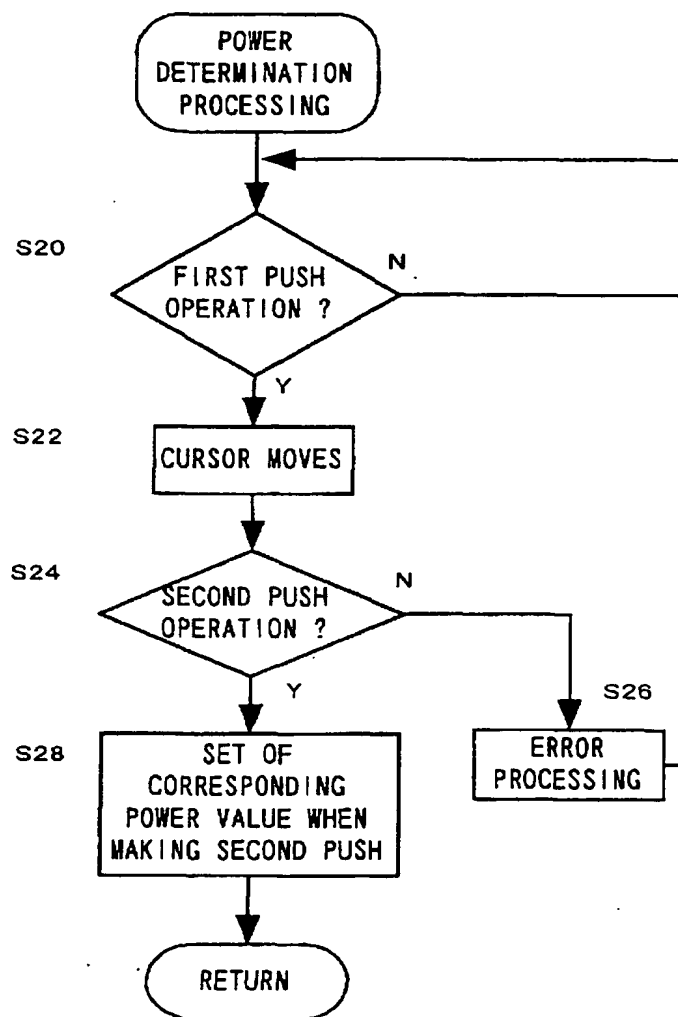 POWER
DETERMINATION
PROCESSING
S20
FIRST PUSH
OPERATION ?
N
Y
S22
CURSOR MOVES
S24
SECOND PUSH
OPERATION ?
N
Y
S26
ERROR
PROCESSING
S28
SET OF
CORRESPONDING
POWER VALUE WHEN
MAKING SECOND PUSH
RETURN